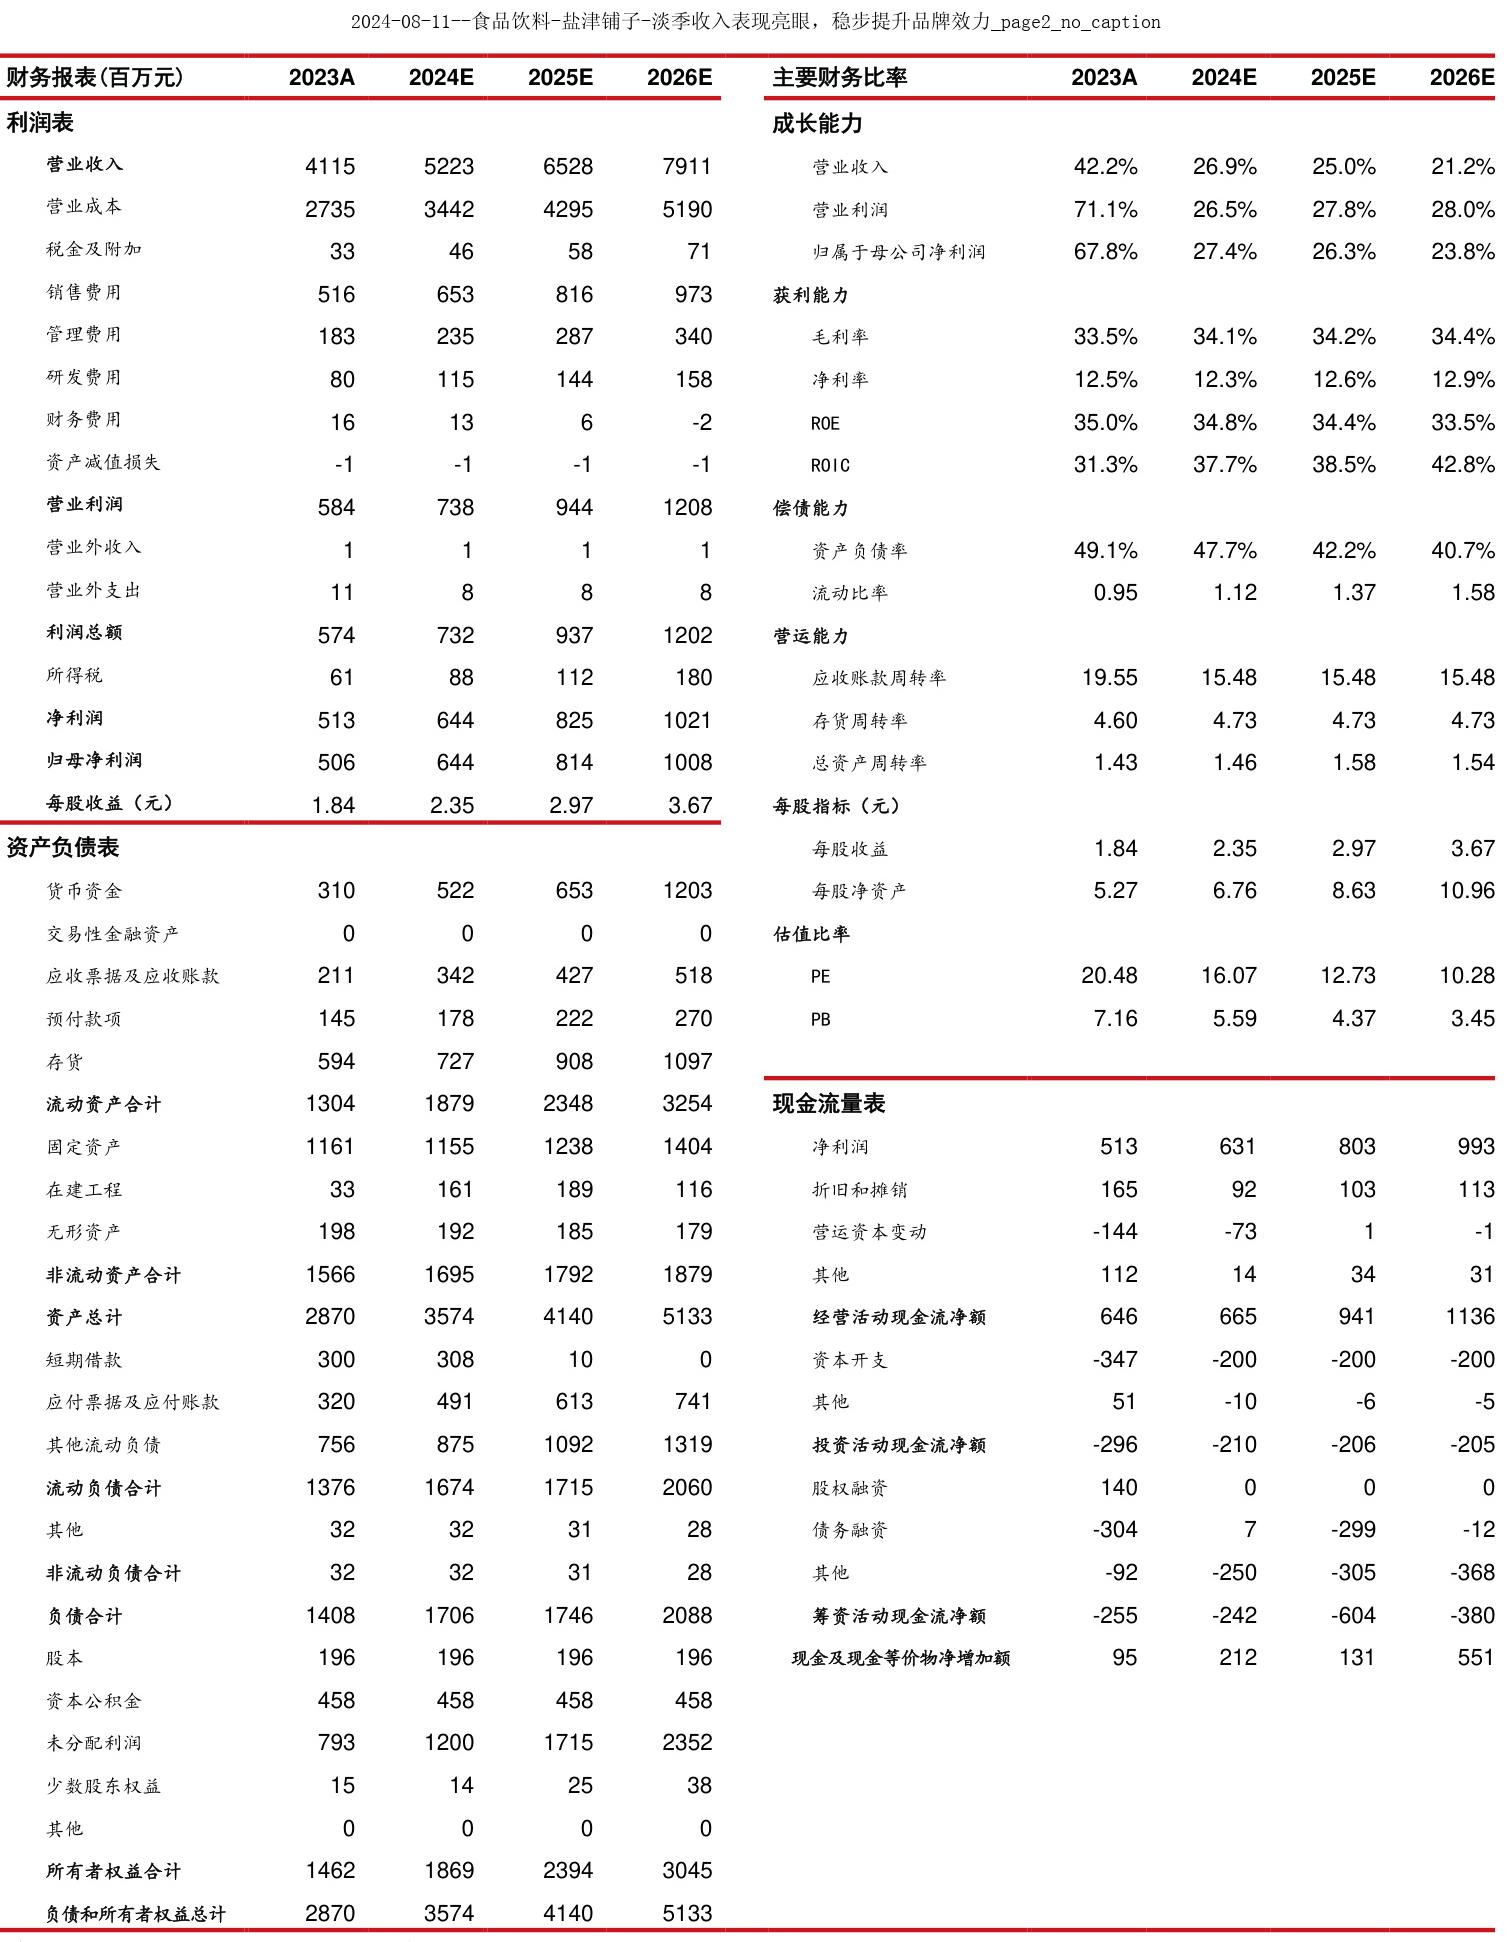 2024-08-11--食品饮料-盐津铺子-淡季收入表现亮眼，稳步提升品牌效力_page2_no_caption
财务报表(百万元) 2023A 2024E 2025E 2026E
利润表
营业收入 4115 5223 6528 7911
营业成本 2735 3442 4295 5190
税金及附加 33 46 58 71
销售费用 516 653 816 973
管理费用 183 235 287 340
研发费用 80 115 144 158
财务费用 16 13 6 -2
资产减值损失 -1 -1 -1 -1
营业利润 584 738 944 1208
营业外收入 1 1 1 1
营业外支出 11 8 8 8
利润总额 574 732 937 1202
所得税 61 88 112 180
净利润 513 644 825 1021
归母净利润 506 644 814 1008
每股收益（元） 1.84 2.35 2.97 3.67
资产负债表
货币资金 310 522 653 1203
交易性金融资产 0 0 0 0
应收票据及应收账款 211 342 427 518
预付款项 145 178 222 270
存货 594 727 908 1097
流动资产合计 1304 1879 2348 3254
固定资产 1161 1155 1238 1404
在建工程 33 161 189 116
无形资产 198 192 185 179
非流动资产合计 1566 1695 1792 1879
资产总计 2870 3574 4140 5133
短期借款 300 308 10 0
应付票据及应付账款 320 491 613 741
其他流动负债 756 875 1092 1319
流动负债合计 1376 1674 1715 2060
其他 32 32 31 28
非流动负债合计 32 32 31 28
负债合计 1408 1706 1746 2088
股本 196 196 196 196
资本公积金 458 458 458 458
未分配利润 793 1200 1715 2352
少数股东权益 15 14 25 38
其他 0 0 0 0
所有者权益合计 1462 1869 2394 3045
负债和所有者权益总计 2870 3574 4140 5133
主要财务比率 2023A 2024E 2025E 2026E
成长能力
营业收入 42.2% 26.9% 25.0% 21.2%
营业利润 71.1% 26.5% 27.8% 28.0%
归属于母公司净利润 67.8% 27.4% 26.3% 23.8%
获利能力
毛利率 33.5% 34.1% 34.2% 34.4%
净利率 12.5% 12.3% 12.6% 12.9%
ROE 35.0% 34.8% 34.4% 33.5%
ROIC 31.3% 37.7% 38.5% 42.8%
偿债能力
资产负债率 49.1% 47.7% 42.2% 40.7%
流动比率 0.95 1.12 1.37 1.58
营运能力
应收账款周转率 19.55 15.48 15.48 15.48
存货周转率 4.60 4.73 4.73 4.73
总资产周转率 1.43 1.46 1.58 1.54
每股指标（元）
每股收益 1.84 2.35 2.97 3.67
每股净资产 5.27 6.76 8.63 10.96
估值比率
PE 20.48 16.07 12.73 10.28
PB 7.16 5.59 4.37 3.45
现金流量表
净利润 513 631 803 993
折旧和摊销 165 92 103 113
营运资本变动 -144 -73 1 -1
其他 112 14 34 31
经营活动现金流净额 646 665 941 1136
资本开支 -347 -200 -200 -200
其他 51 -10 -6 -5
投资活动现金流净额 -296 -210 -206 -205
股权融资 140 0 0 0
债务融资 -304 7 -299 -12
其他 -92 -250 -305 -368
筹资活动现金流净额 -255 -242 -604 -380
现金及现金等价物净增加额 95 212 131 551